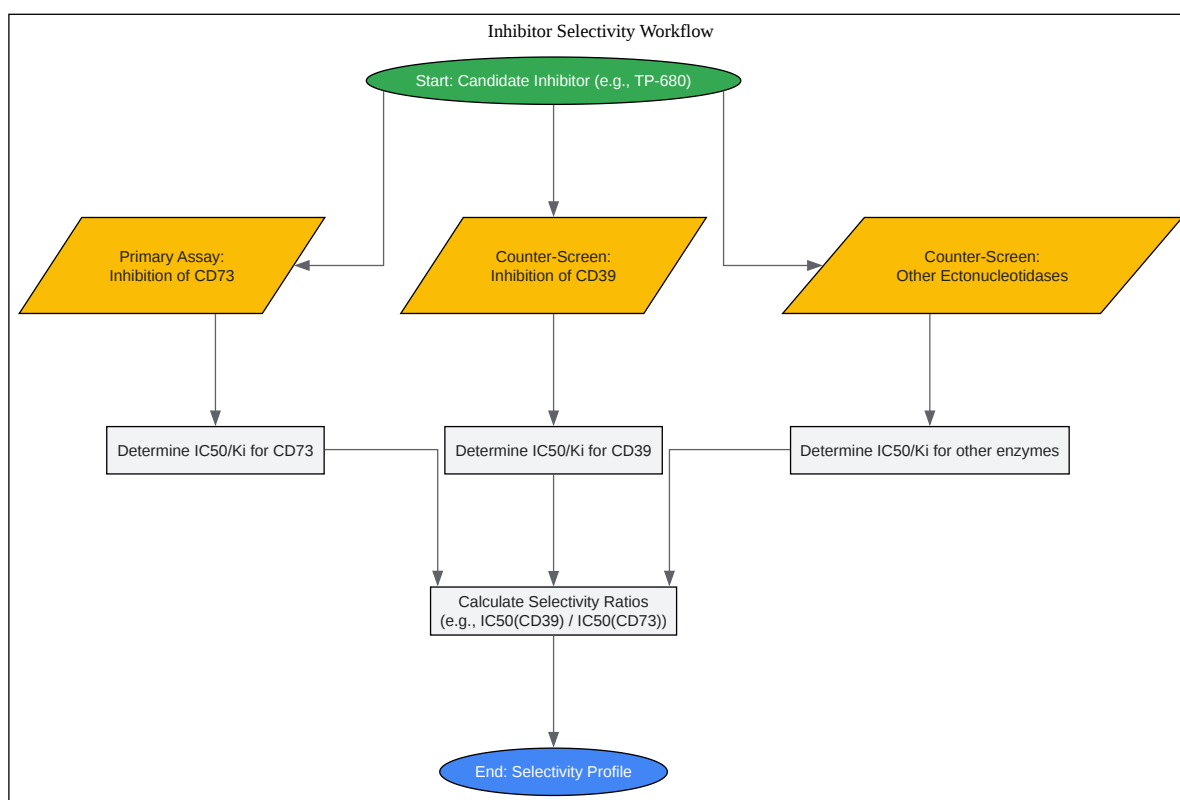 Inhibitor Selectivity Workflow
Start: Candidate Inhibitor (e.g., TP-680)
Primary Assay:
Inhibition of CD73
Counter-Screen:
Inhibition of CD39
Counter-Screen:
Other Ectonucleotidases
Determine IC50/Ki for CD73
Determine IC50/Ki for CD39
Determine IC50/Ki for other enzymes
Calculate Selectivity Ratios
(e.g., IC50(CD39) / IC50(CD73))
End: Selectivity Profile